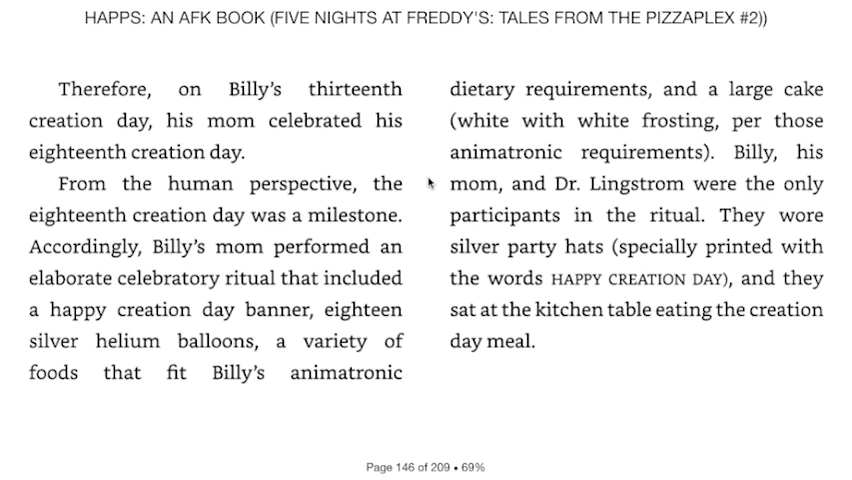 HAPPS: AN AFK BOOK (FIVE NIGHTS AT FREDDY'S: TALES FROM THE PIZZAPLEX #2))
Therefore, on Billy's thirteenth
creation day, his mom celebrated his
eighteenth creation day.
From the human perspective, the
eighteenth creation day was a milestone.
Accordingly, Billy's mom performed an
elaborate celebratory ritual that included
a happy creation day banner, eighteen
silver helium balloons, a variety of
foods that fit Billy's animatronic
dietary requirements, and a large cake
(white with white frosting, per those
animatronic requirements). Billy, his
mom, and Dr. Lingstrom were the only
participants in the ritual. They wore
silver party hats (specially printed with
the words HAPPY CREATION DAY), and they
sat at the kitchen table eating the creation
day meal.
Page 146 of 209 • 69%